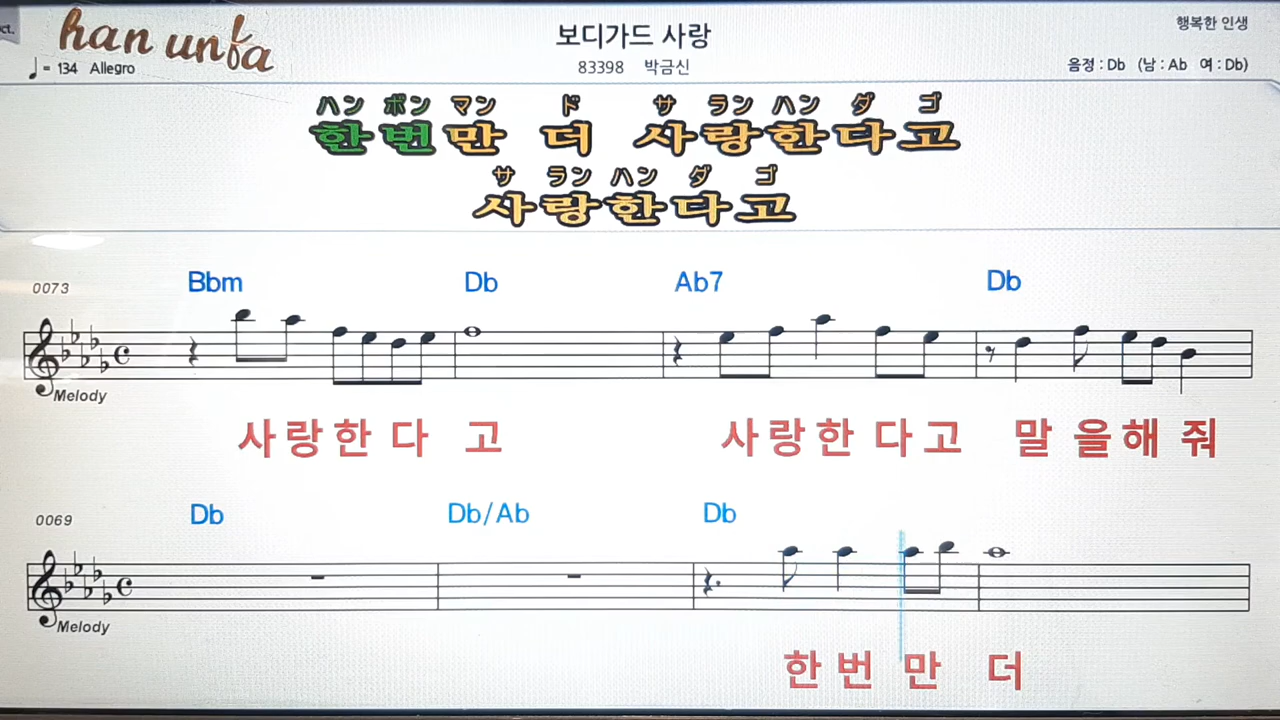 ct.
han unfa
보디가드 사랑
행복한 인생
♩= 134 Allegro
83398 박금신
음정 : Db (남 : Ab 여 : Db)
ハン ボン マン ド サ ラン ハン ダ ゴ
한번만 더 사랑한다고
サ ラン ハン ダ ゴ
사랑한다고
0073
Bbm Db Ab7 Db
Melody
사랑한다고 사랑한다고 말을해줘
0069
Db Db/Ab Db
Melody
한번만더